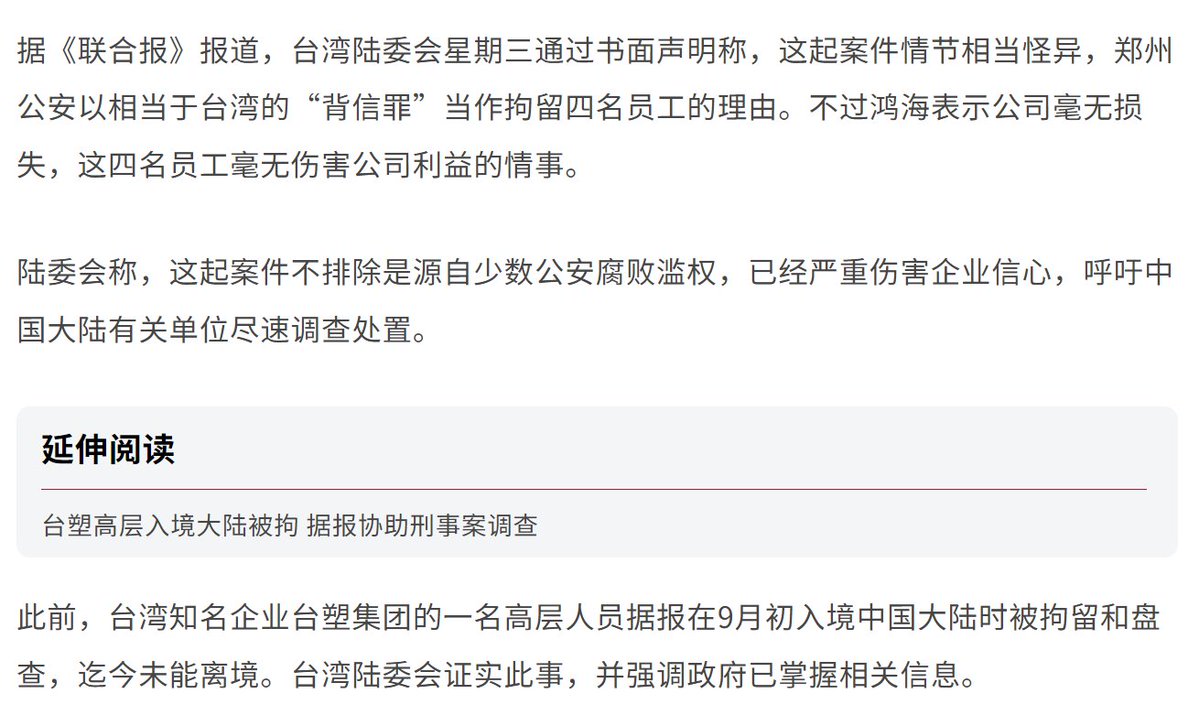 据《联合报》报道，台湾陆委会星期三通过书面声明称，这起案件情节相当怪异，郑州
公安以相当于台湾的“背信罪”当作拘留四名员工的理由。不过鸿海表示公司毫无损
失，这四名员工毫无伤害公司利益的情事。
陆委会称，这起案件不排除是源自少数公安腐败滥权，已经严重伤害企业信心，呼吁中
国大陆有关单位尽速调查处置。
延伸阅读
台塑高层入境大陆被拘 据报协助刑事案调查
此前，台湾知名企业台塑集团的一名高层人员据报在9月初入境中国大陆时被拘留和盘
查，迄今未能离境。台湾陆委会证实此事，并强调政府已掌握相关信息。